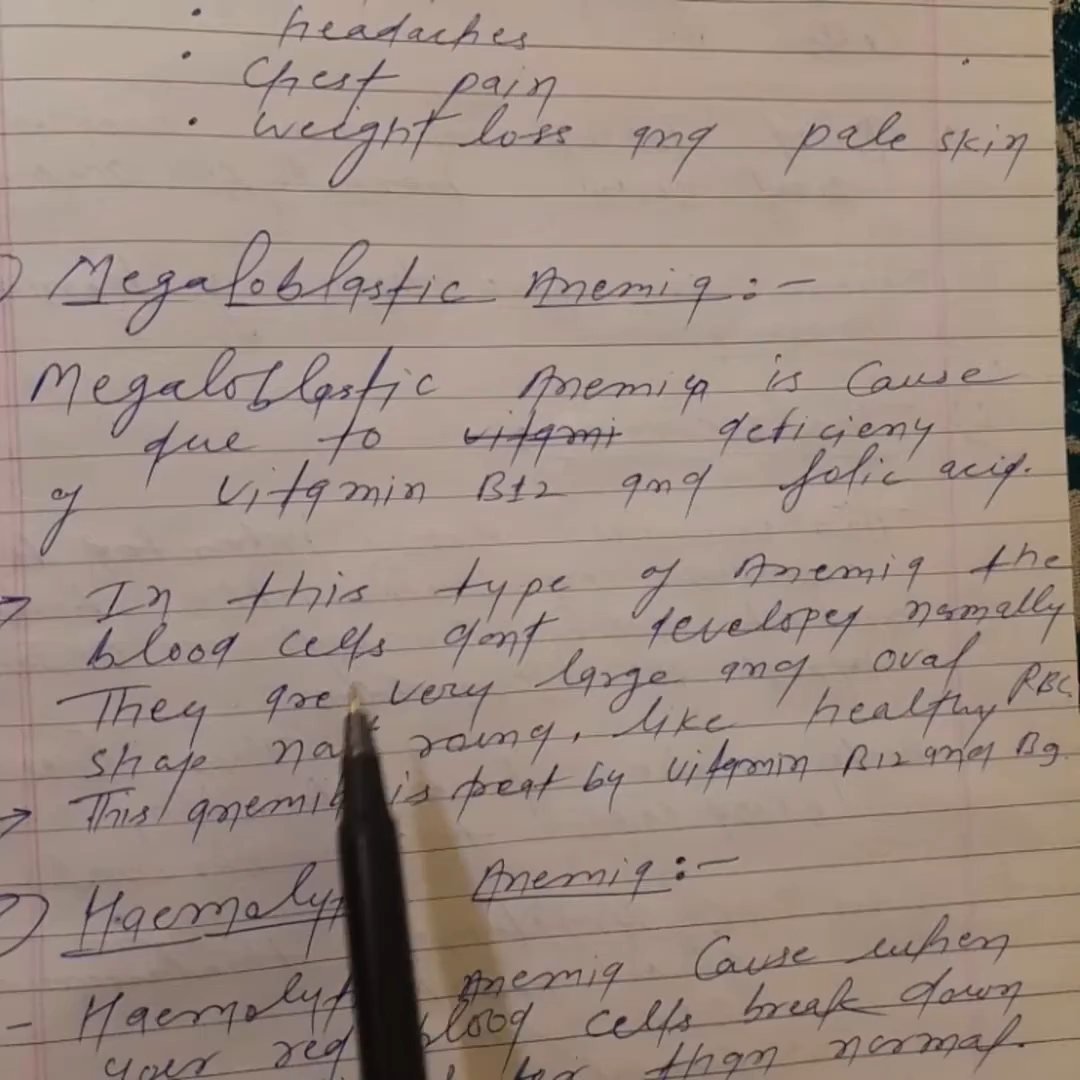 • headaches
• Chest pain
• weight loss and pale skin
Megaloblastic Anemia :-
Megaloblastic Anemia is Cause
due to vitami deficieny
of vitamin B12 and folic acid.
→ In this type of Anemia the
blood cells dont developed normally
They are very large and oval
shap not round, like healthy RBC
→ This anemia is treat by vitamin B12 and B9.
Anemia :-
- Anemia Cause when
your red blood cells break down
than normal.